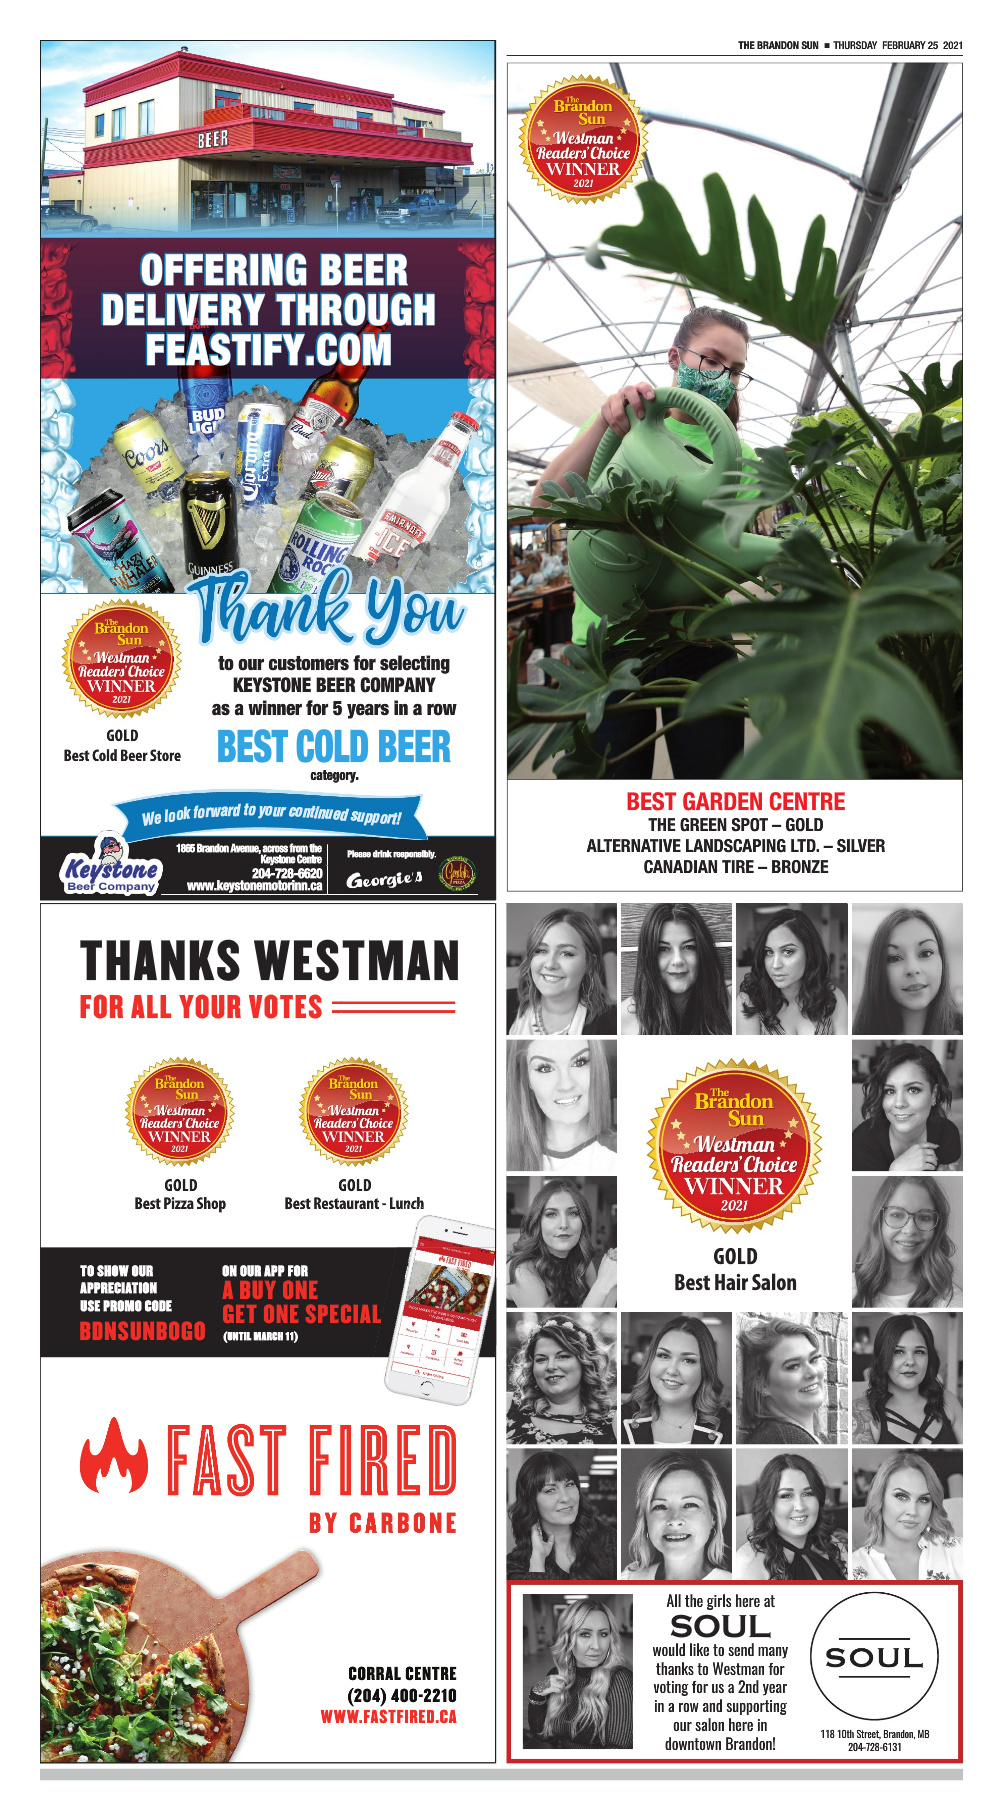 THE BRANDON SUN ■ THURSDAY FEBRUARY 25 2021
BEER
OFFERING BEER
DELIVERY THROUGH
FEASTIFY.COM
BUD
LIGHT
Coors
Corona
Extra
Bud
GUINNESS
HAZY
WHALER
ROLLING
ROCK
SMIRNOFF
ICE
Thank You
The
Brandon
Sun
Westman
Readers' Choice
WINNER
2021
GOLD
Best Cold Beer Store
to our customers for selecting
KEYSTONE BEER COMPANY
as a winner for 5 years in a row
BEST COLD BEER
category.
We look forward to your continued support!
Keystone
Beer Company
1865 Brandon Avenue, across from the
Keystone Centre
204-728-6620
www.keystonemotorinn.ca
Please drink responsibly.
Georgie's
The
Brandon
Sun
Westman
Readers' Choice
WINNER
2021
BEST GARDEN CENTRE
THE GREEN SPOT – GOLD
ALTERNATIVE LANDSCAPING LTD. – SILVER
CANADIAN TIRE – BRONZE
THANKS WESTMAN
FOR ALL YOUR VOTES
The
Brandon
Sun
Westman
Readers' Choice
WINNER
2021
GOLD
Best Pizza Shop
The
Brandon
Sun
Westman
Readers' Choice
WINNER
2021
GOLD
Best Restaurant - Lunch
TO SHOW OUR
APPRECIATION
USE PROMO CODE
BDNSUNBOGO
ON OUR APP FOR
A BUY ONE
GET ONE SPECIAL
(UNTIL MARCH 11)
FAST FIRED
FAST FIRED
BY CARBONE
CORRAL CENTRE
(204) 400-2210
WWW.FASTFIRED.CA
The
Brandon
Sun
Westman
Readers' Choice
WINNER
2021
GOLD
Best Hair Salon
All the girls here at
SOUL
would like to send many
thanks to Westman for
voting for us a 2nd year
in a row and supporting
our salon here in
downtown Brandon!
SOUL
118 10th Street, Brandon, MB
204-728-6131